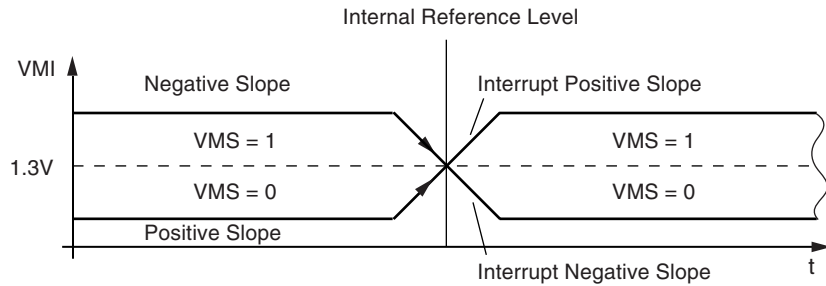 Internal Reference Level
VMI
Negative Slope
Interrupt Positive Slope
VMS = 1
VMS = 1
1.3V
VMS = 0
VMS = 0
Positive Slope
t
Interrupt Negative Slope